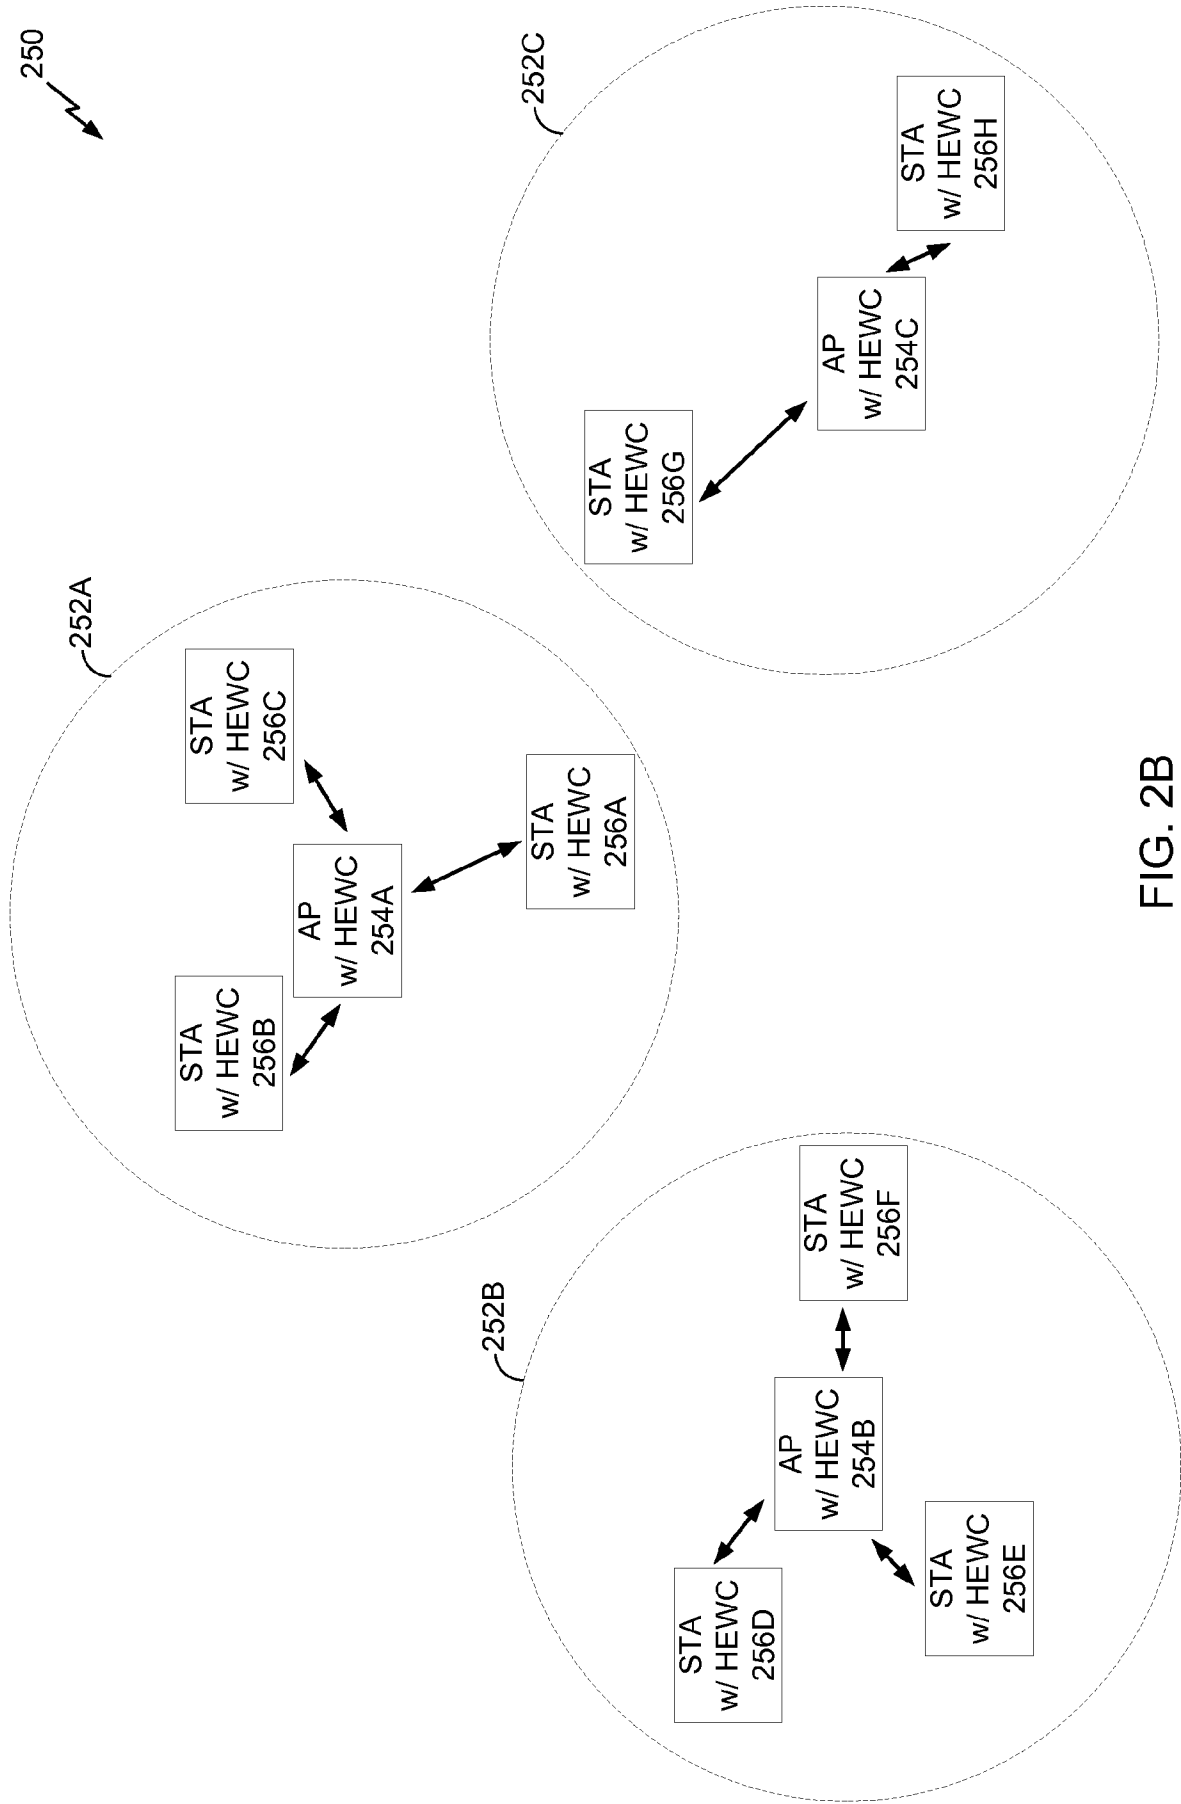 250
252A
STA
w/ HEWC
256B
STA
w/ HEWC
256C
AP
w/ HEWC
254A
STA
w/ HEWC
256A
252B
STA
w/ HEWC
256D
AP
w/ HEWC
254B
STA
w/ HEWC
256F
STA
w/ HEWC
256E
252C
STA
w/ HEWC
256G
AP
w/ HEWC
254C
STA
w/ HEWC
256H
FIG. 2B